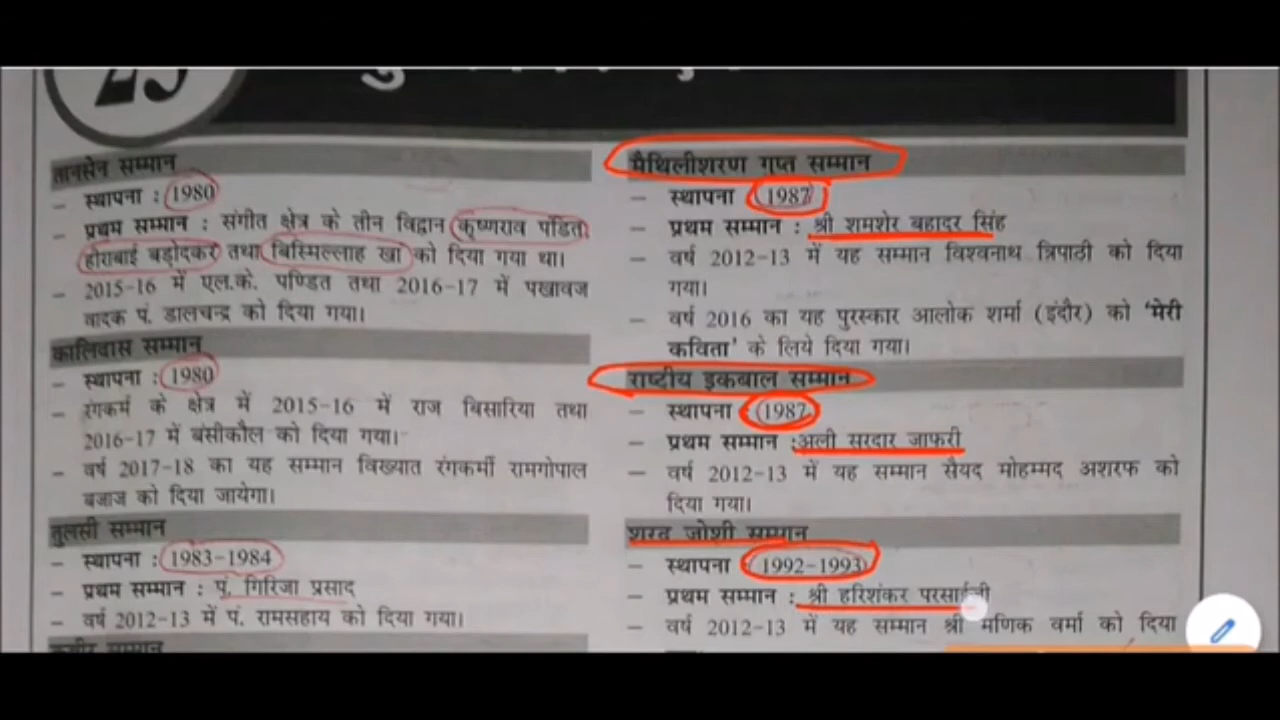 तानसेन सम्मान
– स्थापना : 1980
– प्रथम सम्मान : संगीत क्षेत्र के तीन विद्वान कृष्णराव पंडित,
हीराबाई बड़ोदकर तथा बिस्मिल्लाह खा को दिया गया था।
– 2015-16 में एल.के. पण्डित तथा 2016-17 में पखावज
वादक पं. डालचन्द्र को दिया गया।
कालिदास सम्मान
– स्थापना : 1980
– रंगकर्म के क्षेत्र में 2015-16 में राज बिसारिया तथा
2016-17 में बंसीकौल को दिया गया।
– वर्ष 2017-18 का यह सम्मान विख्यात रंगकर्मी रामगोपाल
बजाज को दिया जायेगा।
तुलसी सम्मान
– स्थापना : 1983-1984
– प्रथम सम्मान : पं. गिरिजा प्रसाद
– वर्ष 2012-13 में पं. रामसहाय को दिया गया।
मैथिलीशरण गुप्त सम्मान
– स्थापना : 1987
– प्रथम सम्मान : श्री शमशेर बहादर सिंह
– वर्ष 2012-13 में यह सम्मान विश्वनाथ त्रिपाठी को दिया
गया।
– वर्ष 2016 का यह पुरस्कार आलोक शर्मा (इंदौर) को 'मेरी
कविता' के लिये दिया गया।
राष्ट्रीय इकबाल सम्मान
– स्थापना : 1987
– प्रथम सम्मान : अली सरदार जाफरी
– वर्ष 2012-13 में यह सम्मान सैयद मोहम्मद अशरफ को
दिया गया।
शरद जोशी सम्मान
– स्थापना : 1992-1993
– प्रथम सम्मान : श्री हरिशंकर परसाईजी
– वर्ष 2012-13 में यह सम्मान श्री मणिक वर्मा को दिया